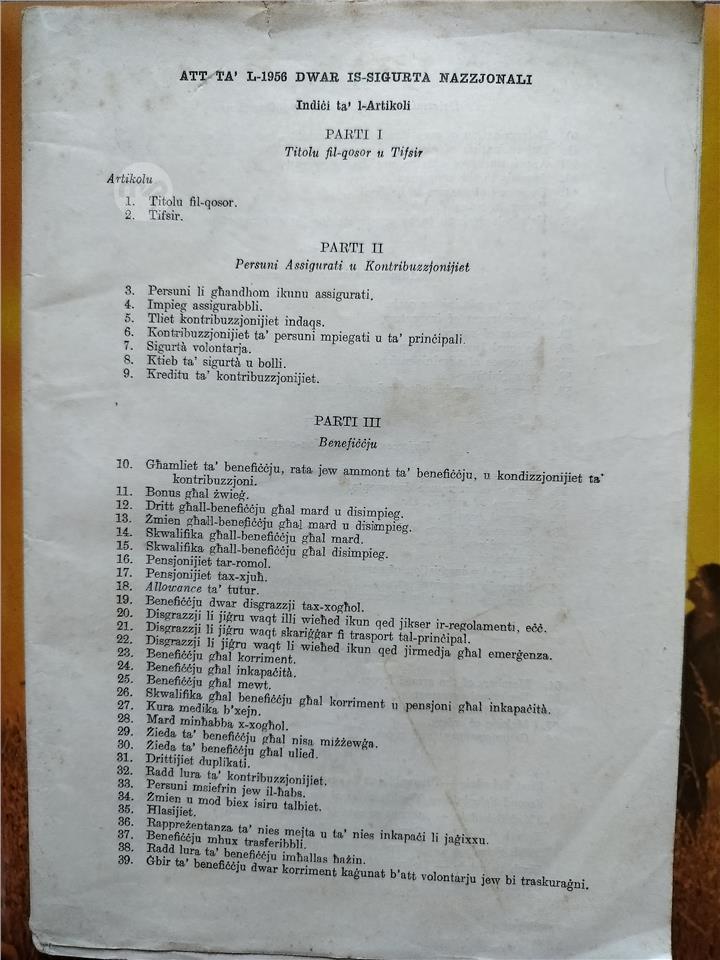 ATT TA' L-1956 DWAR IS-SIGURTA NAZZJONALI
Indiċi ta' l-Artikoli
PARTI I
Titolu fil-qosor u Tifsir
Artikolu
1. Titolu fil-qosor.
2. Tifsir.
PARTI II
Persuni Assigurati u Kontribuzzjonijiet
3. Persuni li għandhom ikunu assigurati.
4. Impieg assigurabbli.
5. Tliet kontribuzzjonijiet indaqs.
6. Kontribuzzjonijiet ta' persuni mpiegati u ta' prinċipali.
7. Sigurtà volontarja.
8. Ktieb ta' sigurtà u bolli.
9. Kreditu ta' kontribuzzjonijiet.
PARTI III
Benefiċċju
10. Għamliet ta' benefiċċju, rata jew ammont ta' benefiċċju, u kondizzjonijiet ta'
kontribuzzjoni.
11. Bonus għal żwieġ.
12. Dritt għall-benefiċċju għal mard u disimpieg.
13. Żmien għall-benefiċċju għal mard u disimpieg.
14. Skwalifika għall-benefiċċju għal mard.
15. Skwalifika għall-benefiċċju għal disimpieg.
16. Pensjonijiet tar-romol.
17. Pensjonijiet tax-xjuħ.
18. Allowance ta' tutur.
19. Benefiċċju dwar disgrazzji tax-xogħol.
20. Disgrazzji li jiġru waqt illi wieħed ikun qed jikser ir-regolamenti, eċċ.
21. Disgrazzji li jiġru waqt skariġġar fi trasport tal-prinċipal.
22. Disgrazzji li jiġru waqt li wieħed ikun qed jirmedja għal emerġenza.
23. Benefiċċju għal korriment.
24. Benefiċċju għal inkapaċità.
25. Benefiċċju għal mewt.
26. Skwalifika għal benefiċċju għal korriment u pensjoni għal inkapaċità.
27. Kura medika b'xejn.
28. Mard minħabba x-xogħol.
29. Żieda ta' benefiċċju għal nisa miżżewġa.
30. Żieda ta' benefiċċju għal ulied.
31. Drittijiet duplikati.
32. Radd lura ta' kontribuzzjonijiet.
33. Persuni msiefrin jew il-ħabs.
34. Żmien u mod biex isiru talbiet.
35. Ħlasijiet.
36. Rappreżentanza ta' nies mejta u ta' nies inkapaċi li jaġixxu.
37. Benefiċċju mhux trasferibbli.
38. Radd lura ta' benefiċċju imħallas ħażin.
39. Ġbir ta' benefiċċju dwar korriment kaġunat b'att volontarju jew bi traskuraġni.